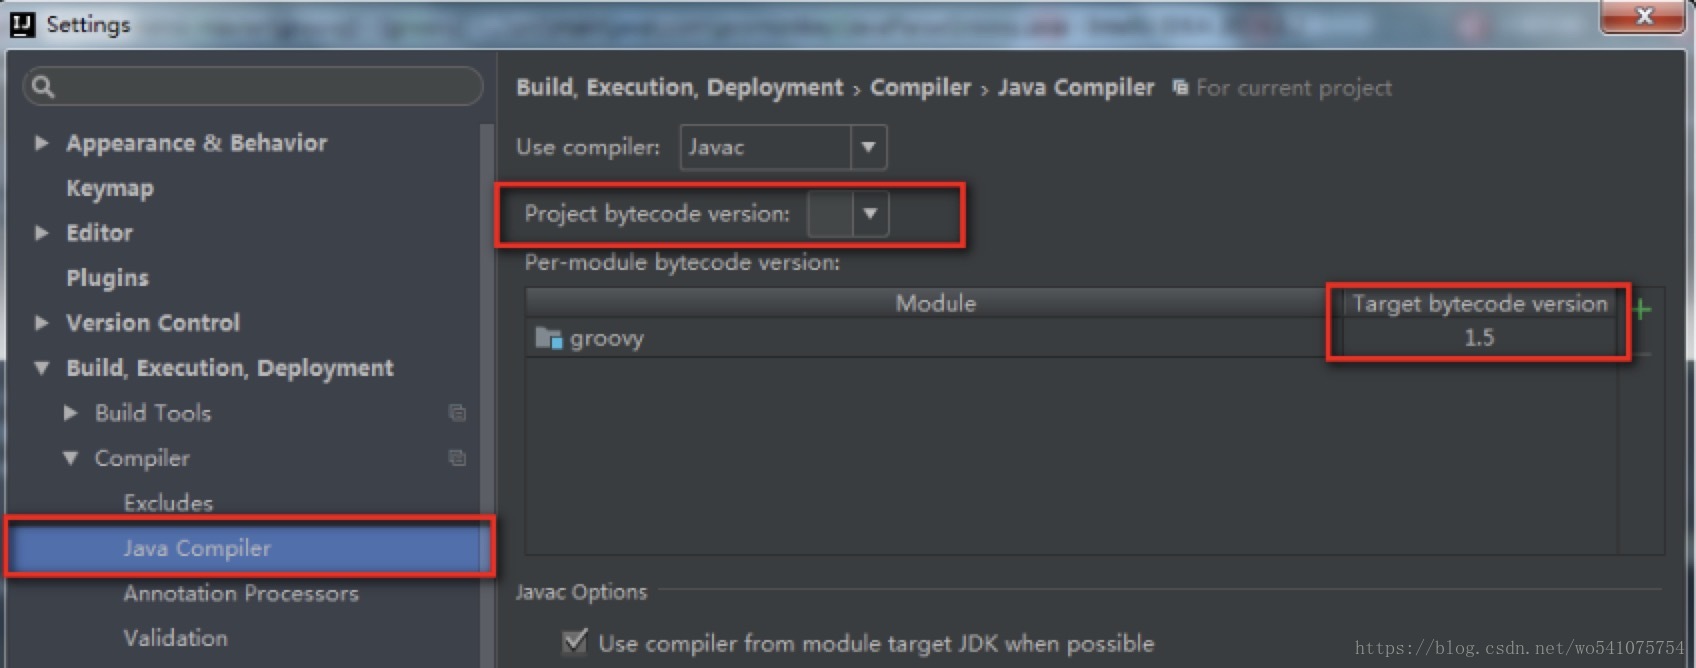 Settings
Appearance & Behavior
Keymap
Editor
Plugins
Version Control
Build, Execution, Deployment
Build Tools
Compiler
Excludes
Java Compiler
Annotation Processors
Validation
Build, Execution, Deployment › Compiler › Java Compiler For current project
Use compiler: Javac
Project bytecode version:
Per-module bytecode version:
Module Target bytecode version
groovy 1.5
Javac Options
Use compiler from module target JDK when possible
https://blog.csdn.net/wo541075754